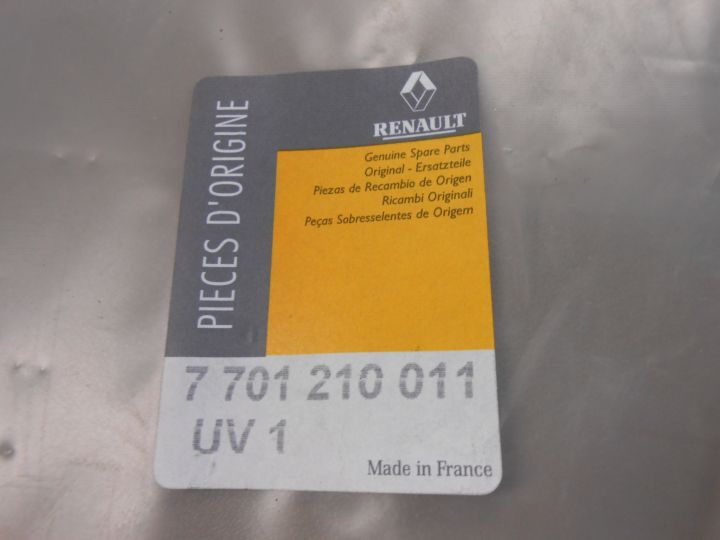 PIECES D'ORIGINE
RENAULT
Genuine Spare Parts
Original - Ersatzteile
Piezas de Recambio de Origen
Ricambi Originali
Peças Sobresselentes de Origem
7 701 210 011
UV 1
Made in France